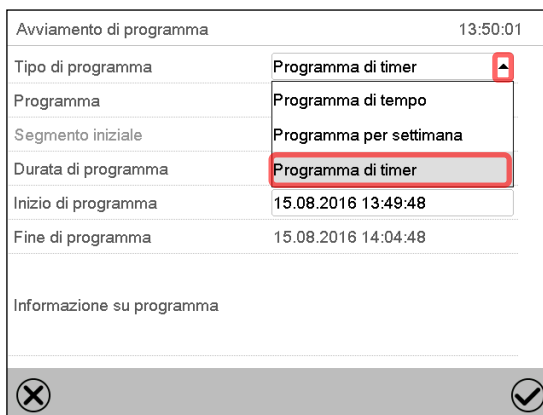 Avviamento di programma 13:50:01
Tipo di programma Programma di timer
Programma Programma di tempo
Segmento iniziale Programma per settimana
Durata di programma Programma di timer
Inizio di programma 15.08.2016 13:49:48
Fine di programma 15.08.2016 14:04:48
Informazione su programma